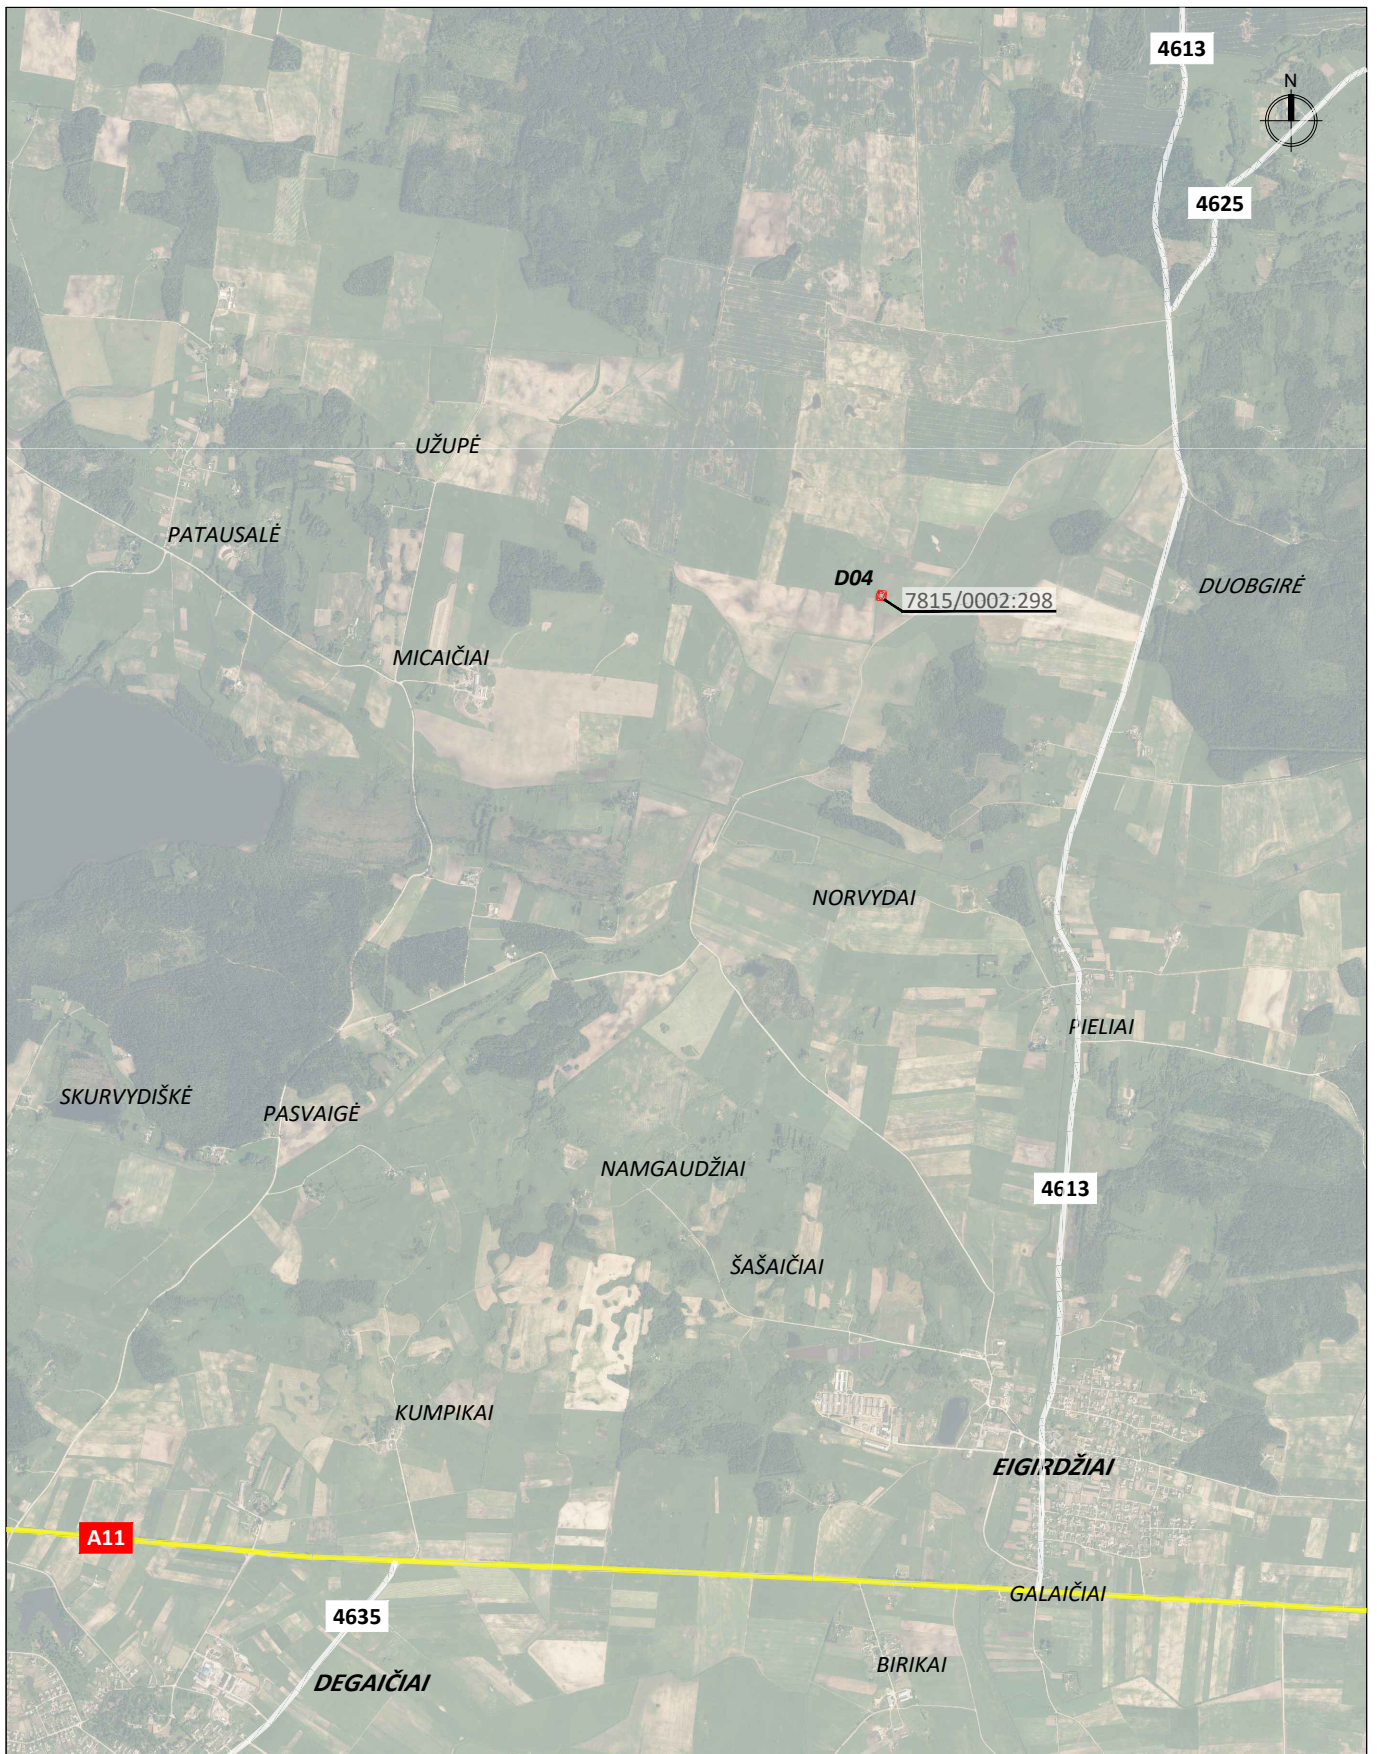 4613
N
4625
UŽUPĖ
PATAUSALĖ
D04
DUOBGIRĖ
7815/0002:298
MICAIČIAI
NORVYDAI
PIELIAI
SKURVYDIŠKĖ
PASVAIGĖ
NAMGAUDŽIAI
4613
ŠAŠAIČIAI
KUMPIKAI
EIGIRDŽIAI
A11
GALAIČIAI
4635
BIRIKAI
DEGAIČIAI